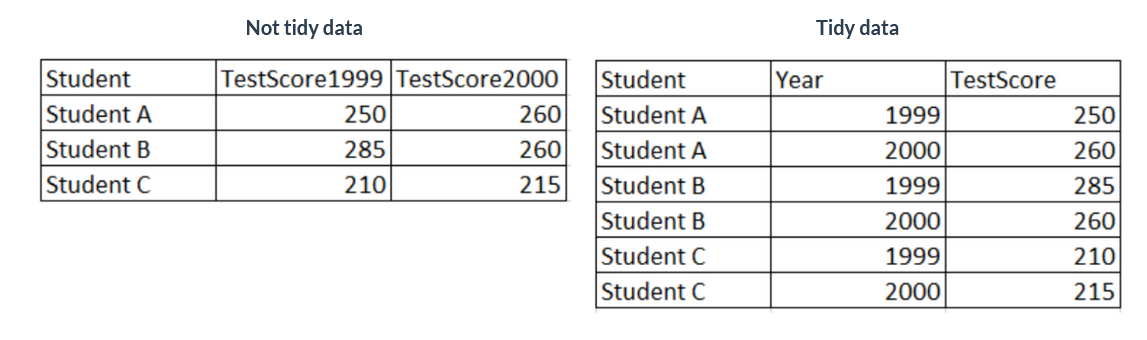 Not tidy data
Student TestScore1999 TestScore2000
Student A 250 260
Student B 285 260
Student C 210 215
Tidy data
Student Year TestScore
Student A 1999 250
Student A 2000 260
Student B 1999 285
Student B 2000 260
Student C 1999 210
Student C 2000 215